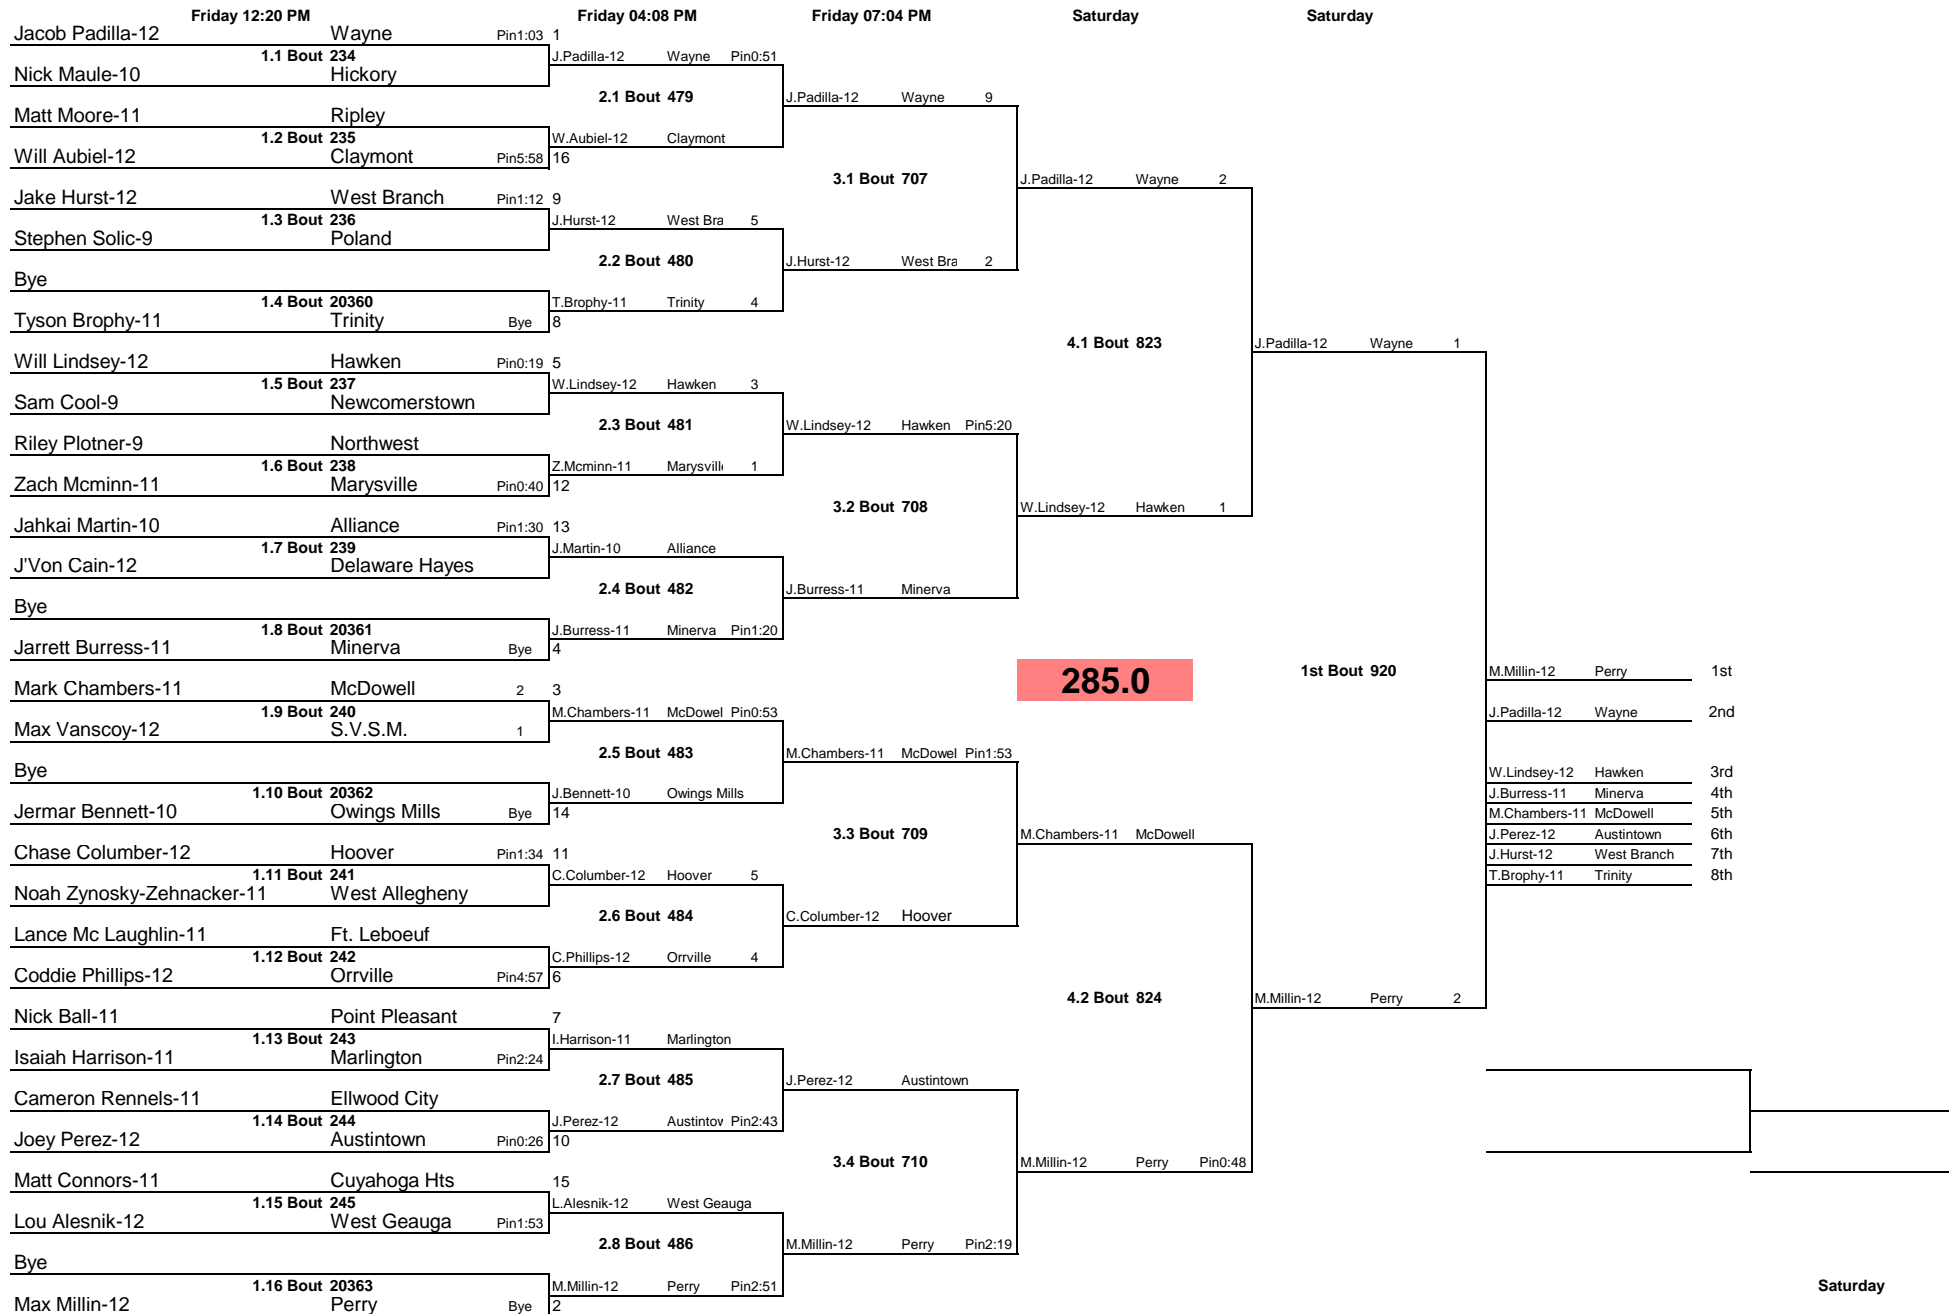 Friday 12:20 PM Friday 04:08 PM Friday 07:04 PM Saturday Saturday
Jacob Padilla-12 Wayne Pin1:03 1
1.1 Bout 234 J.Padilla-12 Wayne Pin0:51
Nick Maule-10 Hickory
2.1 Bout 479 J.Padilla-12 Wayne 9
Matt Moore-11 Ripley
1.2 Bout 235 W.Aubiel-12 Claymont
Will Aubiel-12 Claymont Pin5:58 16
3.1 Bout 707 J.Padilla-12 Wayne 2
Jake Hurst-12 West Branch Pin1:12 9
1.3 Bout 236 J.Hurst-12 West Bra 5
Stephen Solic-9 Poland
2.2 Bout 480 J.Hurst-12 West Bra 2
Bye
1.4 Bout 20360 T.Brophy-11 Trinity 4
Tyson Brophy-11 Trinity Bye 8
4.1 Bout 823 J.Padilla-12 Wayne 1
Will Lindsey-12 Hawken Pin0:19 5
1.5 Bout 237 W.Lindsey-12 Hawken 3
Sam Cool-9 Newcomerstown
2.3 Bout 481 W.Lindsey-12 Hawken Pin5:20
Riley Plotner-9 Northwest
1.6 Bout 238 Z.Mcminn-11 Marysvill 1
Zach Mcminn-11 Marysville Pin0:40 12
3.2 Bout 708 W.Lindsey-12 Hawken 1
Jahkai Martin-10 Alliance Pin1:30 13
1.7 Bout 239 J.Martin-10 Alliance
J'Von Cain-12 Delaware Hayes
2.4 Bout 482 J.Burress-11 Minerva
Bye
1.8 Bout 20361 J.Burress-11 Minerva Pin1:20
Jarrett Burress-11 Minerva Bye 4
285.0 1st Bout 920 M.Millin-12 Perry 1st
Mark Chambers-11 McDowell 2 3
1.9 Bout 240 M.Chambers-11 McDowel Pin0:53 J.Padilla-12 Wayne 2nd
Max Vanscoy-12 S.V.S.M. 1
2.5 Bout 483 M.Chambers-11 McDowel Pin1:53
Bye W.Lindsey-12 Hawken 3rd
1.10 Bout 20362 J.Bennett-10 Owings Mills J.Burress-11 Minerva 4th
Jermar Bennett-10 Owings Mills Bye 14 M.Chambers-11 McDowell 5th
3.3 Bout 709 M.Chambers-11 McDowell J.Perez-12 Austintown 6th
Chase Columber-12 Hoover Pin1:34 11 J.Hurst-12 West Branch 7th
1.11 Bout 241 C.Columber-12 Hoover 5 T.Brophy-11 Trinity 8th
Noah Zynosky-Zehnacker-11 West Allegheny
2.6 Bout 484 C.Columber-12 Hoover
Lance Mc Laughlin-11 Ft. Leboeuf
1.12 Bout 242 C.Phillips-12 Orrville 4
Coddie Phillips-12 Orrville Pin4:57 6
4.2 Bout 824 M.Millin-12 Perry 2
Nick Ball-11 Point Pleasant 7
1.13 Bout 243 I.Harrison-11 Marlington
Isaiah Harrison-11 Marlington Pin2:24
2.7 Bout 485 J.Perez-12 Austintown
Cameron Rennels-11 Ellwood City
1.14 Bout 244 J.Perez-12 Austintov Pin2:43
Joey Perez-12 Austintown Pin0:26 10
3.4 Bout 710 M.Millin-12 Perry Pin0:48
Matt Connors-11 Cuyahoga Hts 15
1.15 Bout 245 L.Alesnik-12 West Geauga
Lou Alesnik-12 West Geauga Pin1:53
2.8 Bout 486 M.Millin-12 Perry Pin2:19
Bye
1.16 Bout 20363 M.Millin-12 Perry Pin2:51 Saturday
Max Millin-12 Perry Bye 2